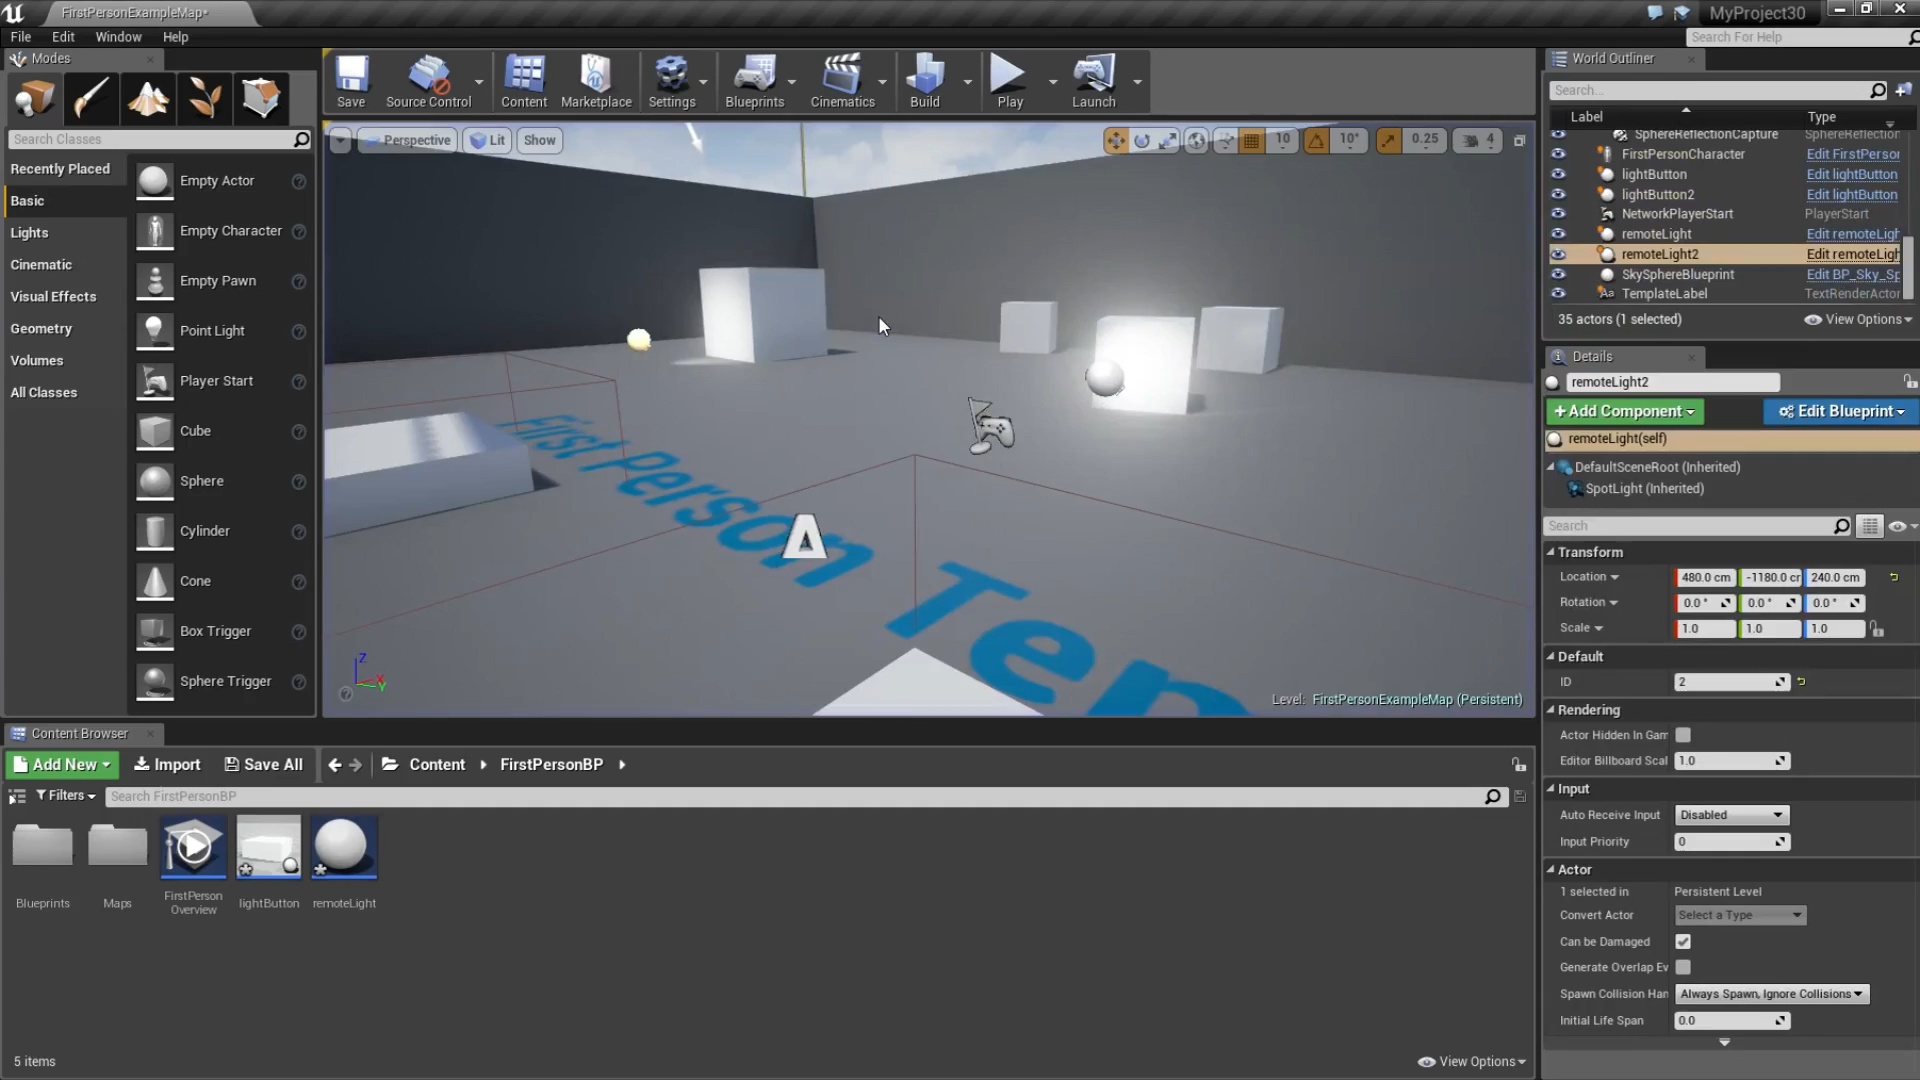 FirstPersonExampleMap*
MyProject30
File Edit Window Help
Search For Help
Modes
Search Classes
Recently Placed
Basic
Lights
Cinematic
Visual Effects
Geometry
Volumes
All Classes
Empty Actor
Empty Character
Empty Pawn
Point Light
Player Start
Cube
Sphere
Cylinder
Cone
Box Trigger
Sphere Trigger
Save
Source Control
Content
Marketplace
Settings
Blueprints
Cinematics
Build
Play
Launch
Perspective Lit Show
10 10° 0.25 4
First Person Tem
A
Z
X
Y
Level: FirstPersonExampleMap (Persistent)
World Outliner
Search...
Label Type
SphereReflectionCapture SphereReflection
FirstPersonCharacter Edit FirstPerson
lightButton Edit lightButton
lightButton2 Edit lightButton
NetworkPlayerStart PlayerStart
remoteLight Edit remoteLigh
remoteLight2 Edit remoteLigh
SkySphereBlueprint Edit BP_Sky_Sp
TemplateLabel TextRenderActor
35 actors (1 selected) View Options
Details
remoteLight2
+Add Component Edit Blueprint
remoteLight(self)
DefaultSceneRoot (Inherited)
SpotLight (Inherited)
Search
Transform
Location 480.0 cm -1180.0 cm 240.0 cm
Rotation 0.0 ° 0.0 ° 0.0 °
Scale 1.0 1.0 1.0
Default
ID 2
Rendering
Actor Hidden In Gam
Editor Billboard Scal 1.0
Input
Auto Receive Input Disabled
Input Priority 0
Actor
1 selected in Persistent Level
Convert Actor Select a Type
Can be Damaged
Generate Overlap Ev
Spawn Collision Han Always Spawn, Ignore Collisions
Initial Life Span 0.0
Content Browser
Add New Import Save All Content FirstPersonBP
Filters Search FirstPersonBP
Blueprints
Maps
FirstPerson
Overview
lightButton
remoteLight
5 items
View Options